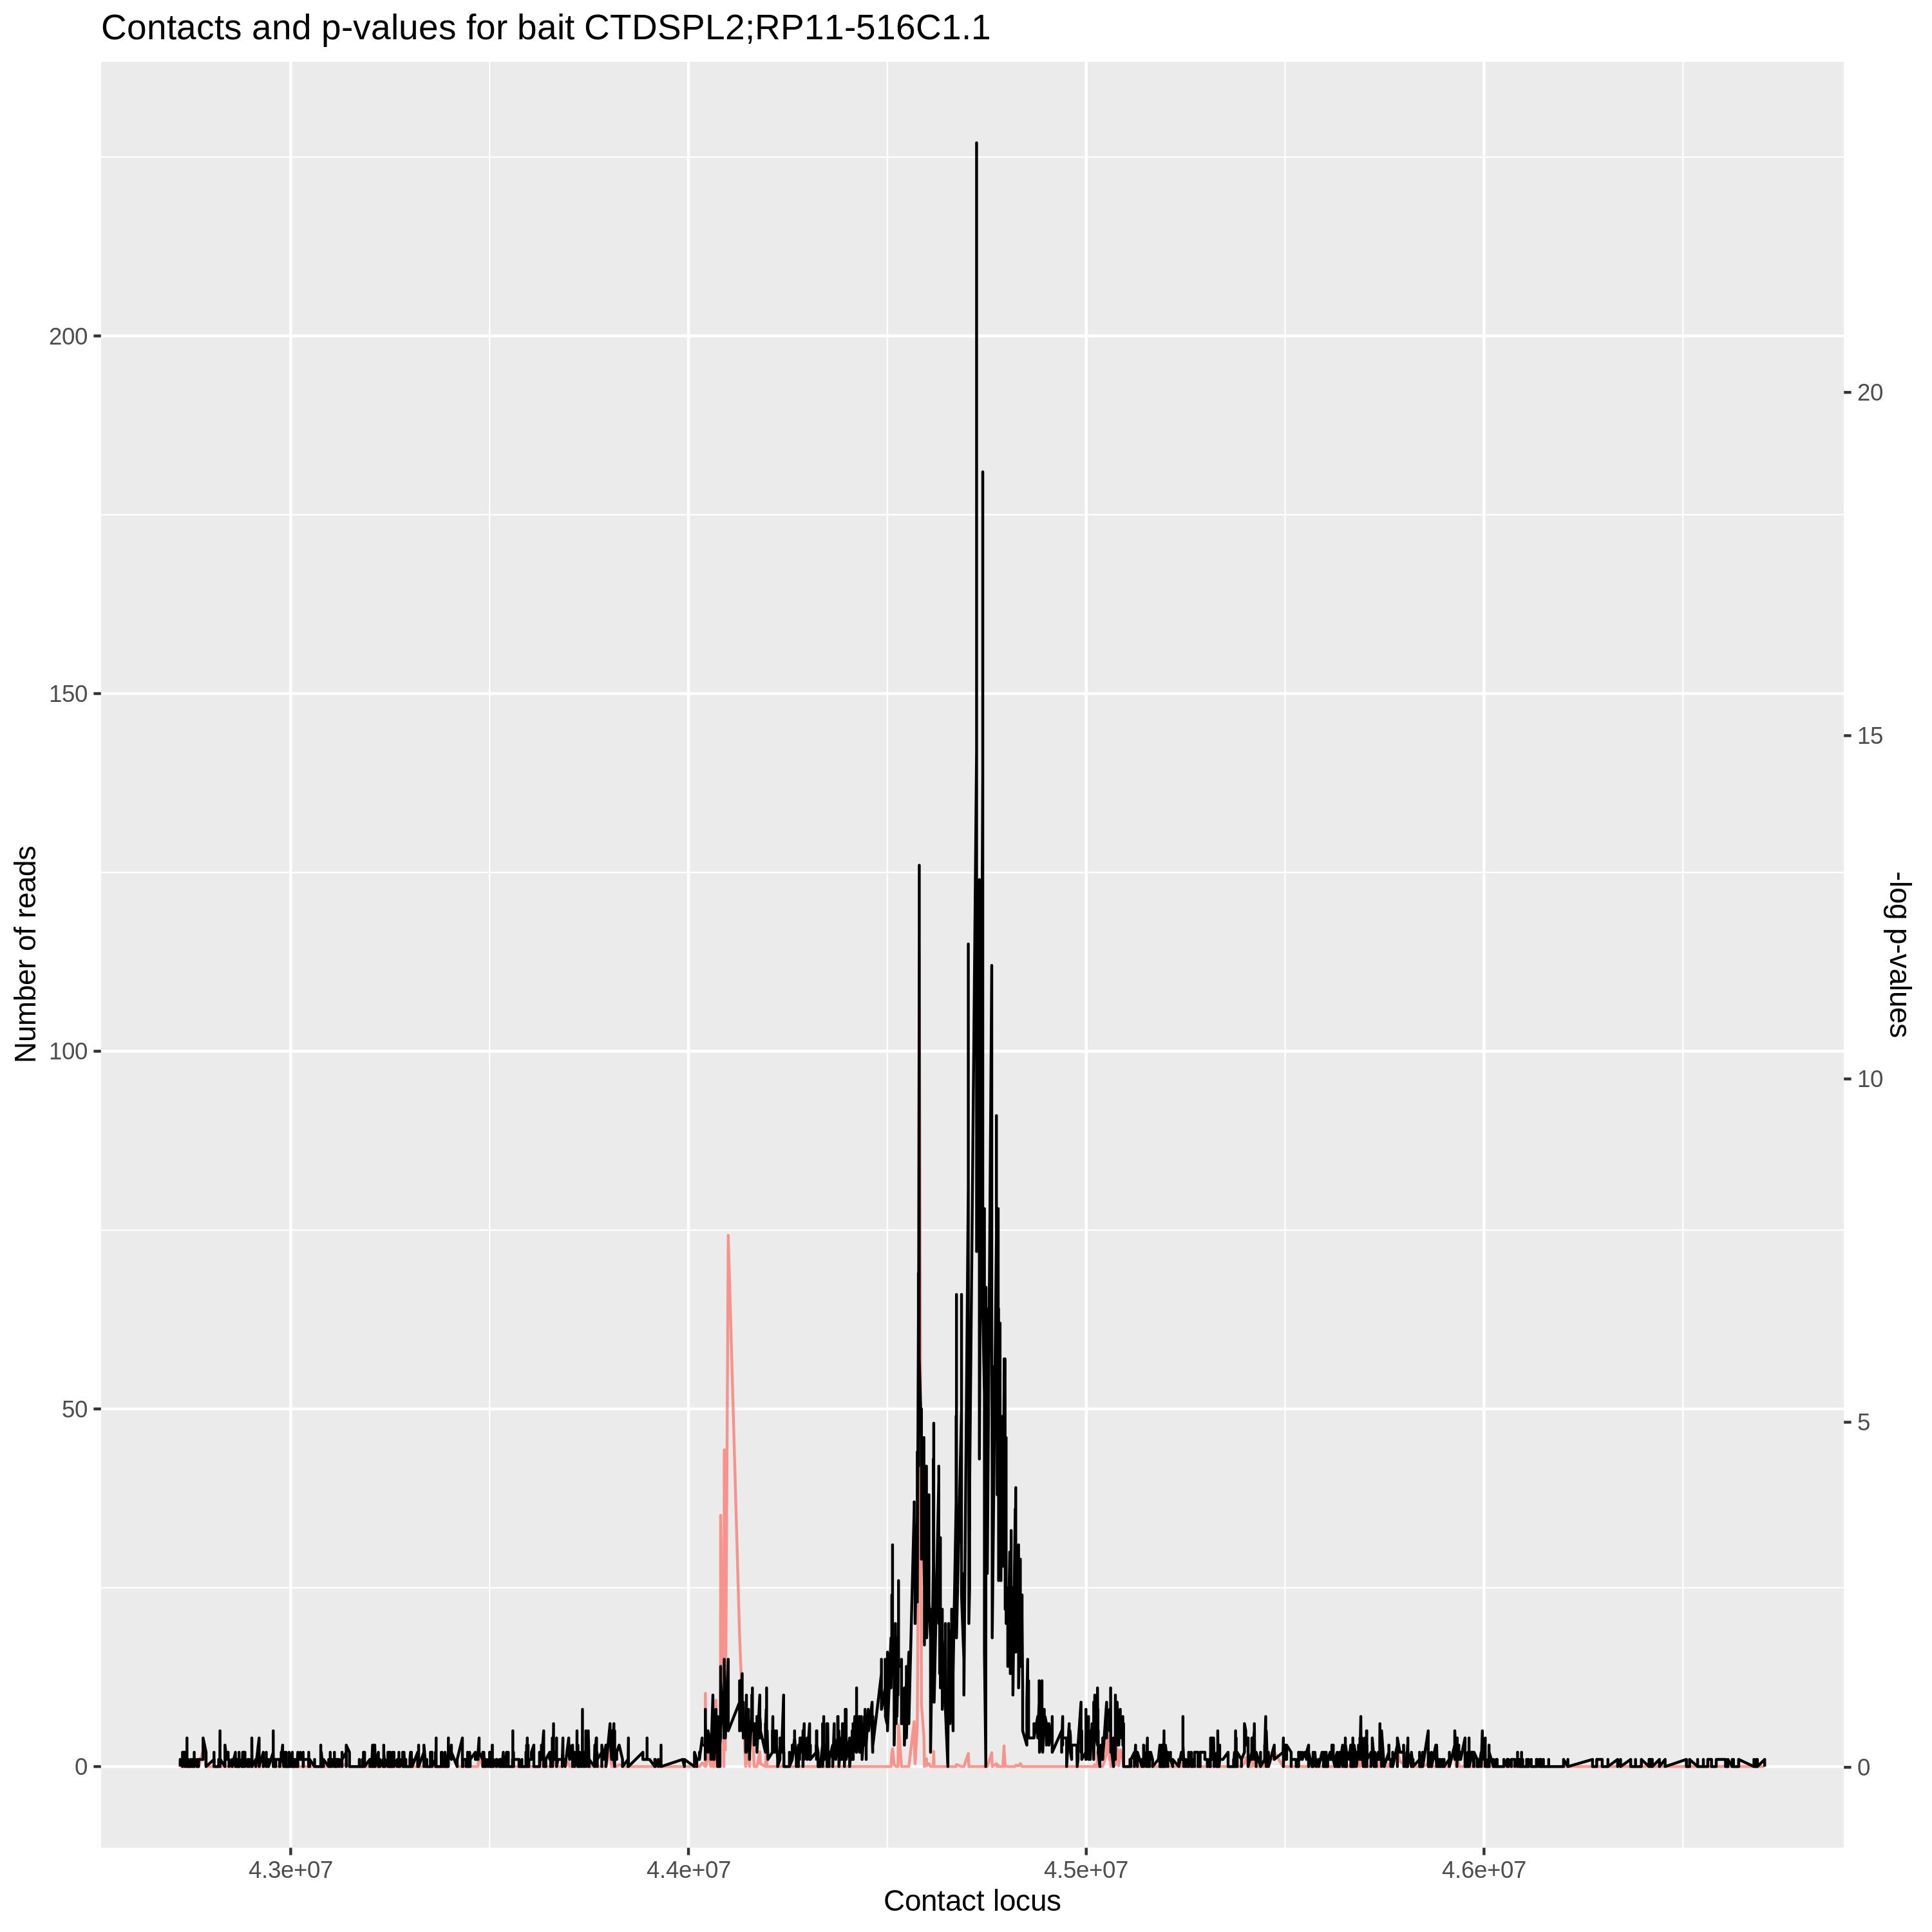 Contacts and p-values for bait CTDSPL2;RP11-516C1.1
Number of reads
200
150
100
50
0
20
15
10
5
0
-log p-values
4.3e+07
4.4e+07
4.5e+07
4.6e+07
Contact locus